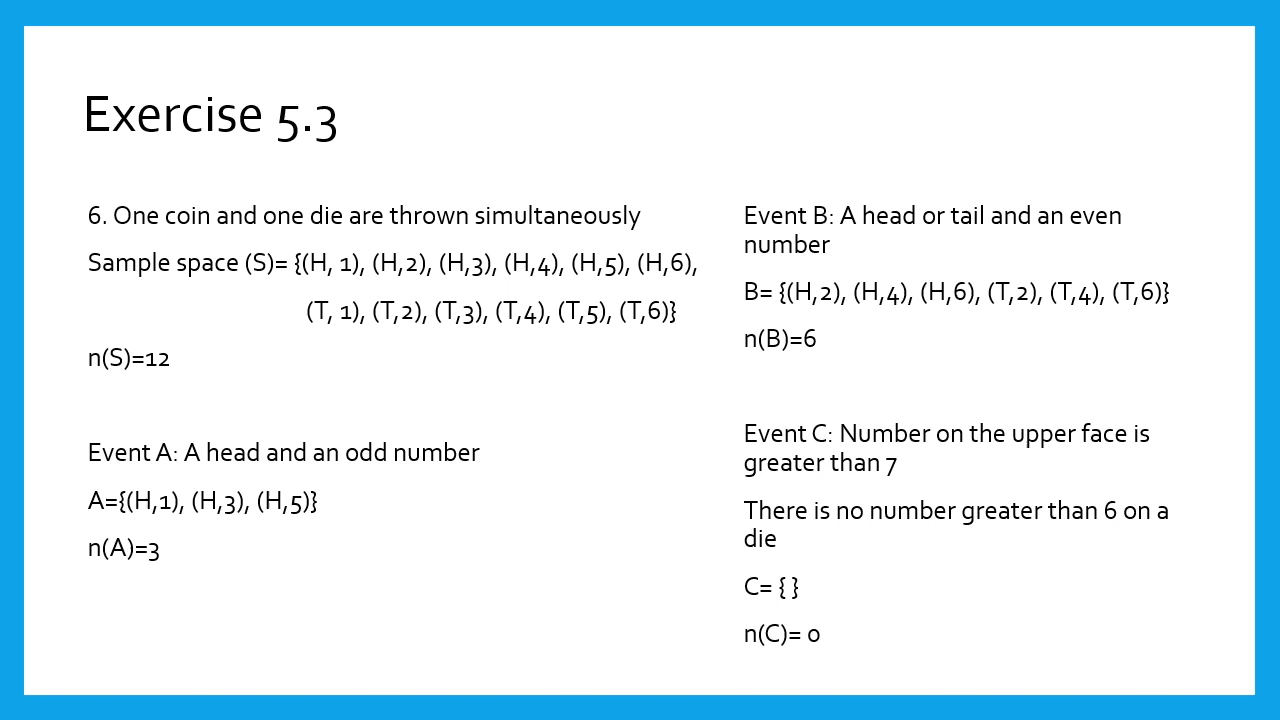 Exercise 5.3
6. One coin and one die are thrown simultaneously
Sample space (S)= {(H, 1), (H,2), (H,3), (H,4), (H,5), (H,6),
(T, 1), (T,2), (T,3), (T,4), (T,5), (T,6)}
n(S)=12
Event A: A head and an odd number
A={(H,1), (H,3), (H,5)}
n(A)=3
Event B: A head or tail and an even
number
B= {(H,2), (H,4), (H,6), (T,2), (T,4), (T,6)}
n(B)=6
Event C: Number on the upper face is
greater than 7
There is no number greater than 6 on a
die
C= { }
n(C)= 0